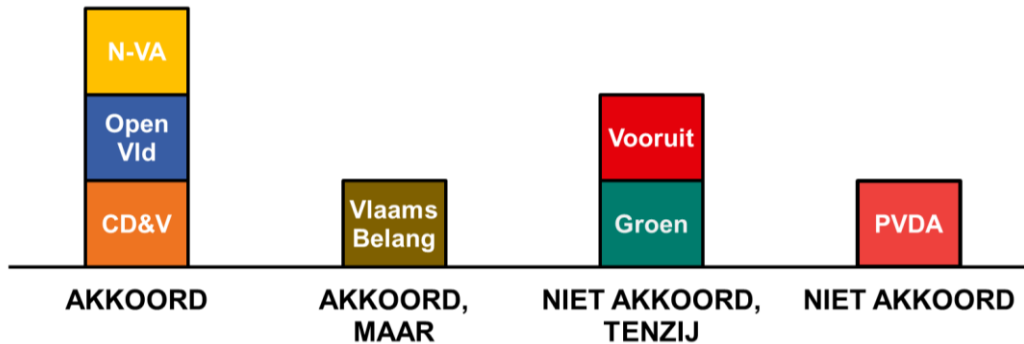 N-VA
Open
Vld
CD&V
Vlaams
Belang
Vooruit
Groen
PVDA
AKKOORD
AKKOORD,
MAAR
NIET AKKOORD,
TENZIJ
NIET AKKOORD